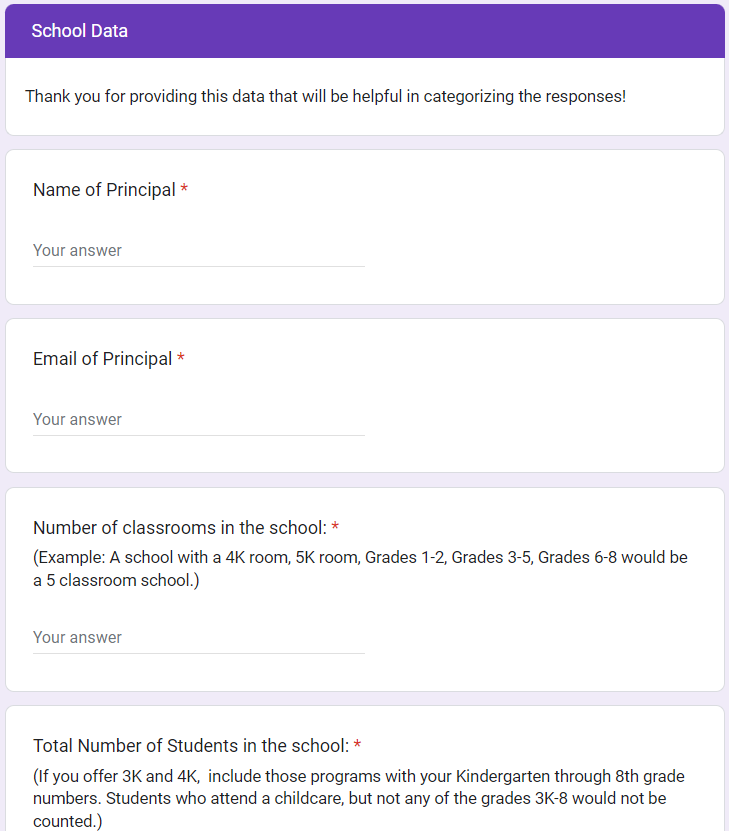 School Data
Thank you for providing this data that will be helpful in categorizing the responses!
Name of Principal *
Your answer
Email of Principal *
Your answer
Number of classrooms in the school: *
(Example: A school with a 4K room, 5K room, Grades 1-2, Grades 3-5, Grades 6-8 would be
a 5 classroom school.)
Your answer
Total Number of Students in the school: *
(If you offer 3K and 4K,  include those programs with your Kindergarten through 8th grade
numbers. Students who attend a childcare, but not any of the grades 3K-8 would not be
counted.)